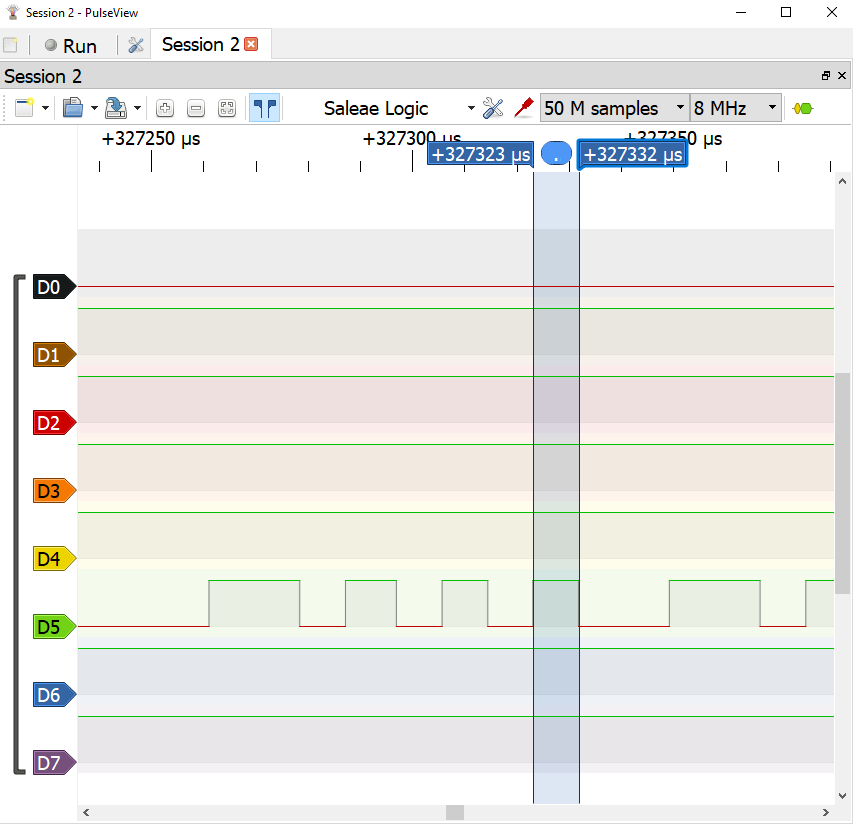 Session 2 - PulseView
Run
Session 2
Session 2
Saleae Logic
50 M samples
8 MHz
+327250 µs
+327300 µs
+327350 µs
+327323 µs
.
+327332 µs
D0
D1
D2
D3
D4
D5
D6
D7